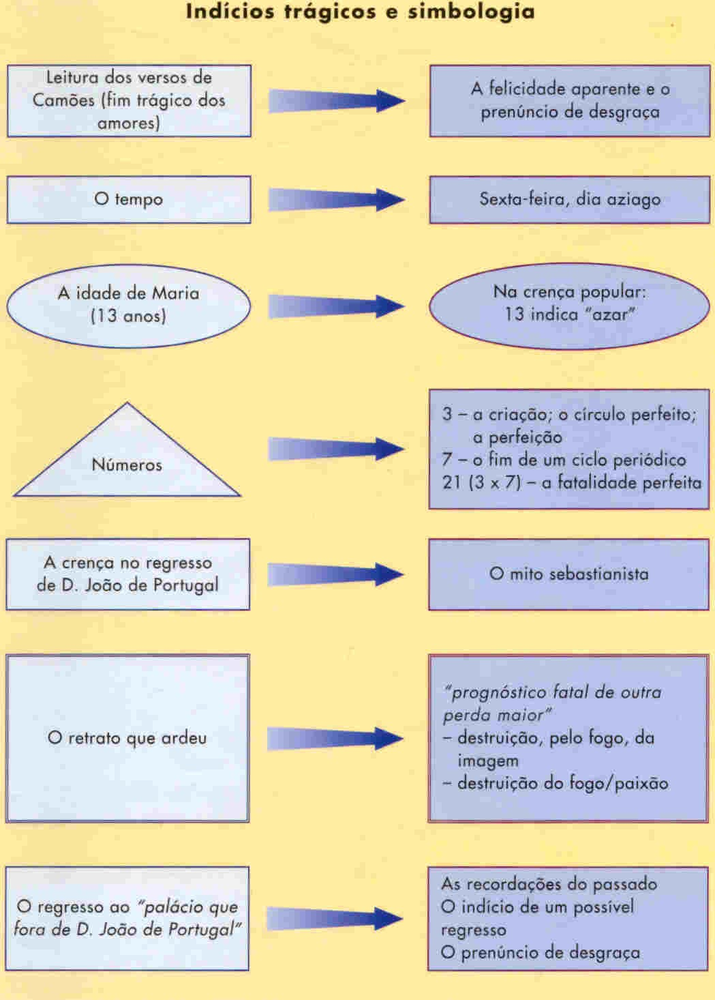 Indícios trágicos e simbologia
Leitura dos versos de
Camões (fim trágico dos
amores)
A felicidade aparente e o
prenúncio de desgraça
O tempo
Sexta-feira, dia aziago
A idade de Maria
(13 anos)
Na crença popular:
13 indica "azar"
Números
3 – a criação; o círculo perfeito;
a perfeição
7 – o fim de um ciclo periódico
21 (3 x 7) – a fatalidade perfeita
A crença no regresso
de D. João de Portugal
O mito sebastianista
O retrato que ardeu
"prognóstico fatal de outra
perda maior"
– destruição, pelo fogo, da
imagem
– destruição do fogo/paixão
O regresso ao "palácio que
fora de D. João de Portugal"
As recordações do passado
O indício de um possível
regresso
O prenúncio de desgraça